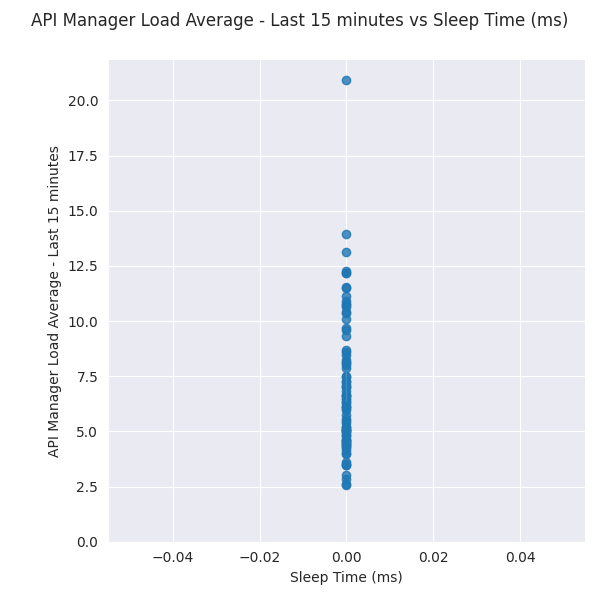 API Manager Load Average - Last 15 minutes vs Sleep Time (ms)
API Manager Load Average - Last 15 minutes
20.0
17.5
15.0
12.5
10.0
7.5
5.0
2.5
0.0
−0.04 −0.02 0.00 0.02 0.04
Sleep Time (ms)